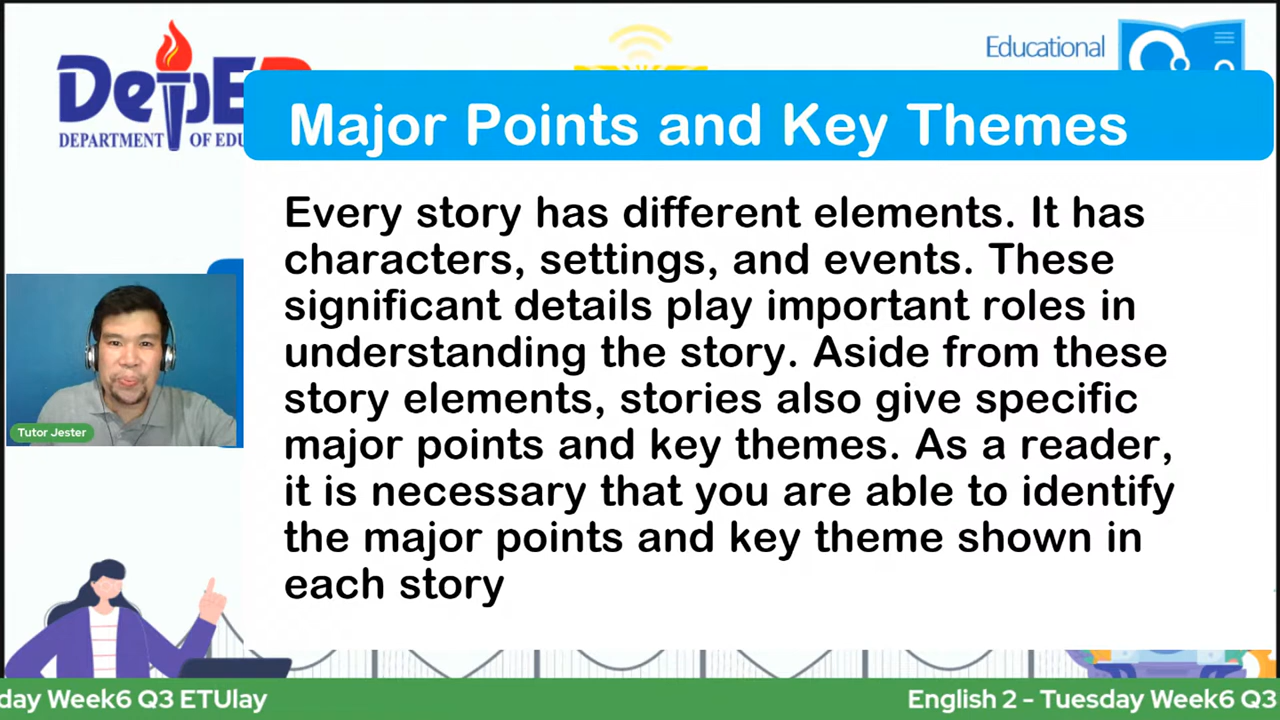 DepED
DEPARTMENT OF EDU
Educational
Major Points and Key Themes
Every story has different elements. It has
characters, settings, and events. These
significant details play important roles in
understanding the story. Aside from these
story elements, stories also give specific
major points and key themes. As a reader,
it is necessary that you are able to identify
the major points and key theme shown in
each story
Tutor Jester
day Week6 Q3 ETUlay
English 2 - Tuesday Week6 Q3